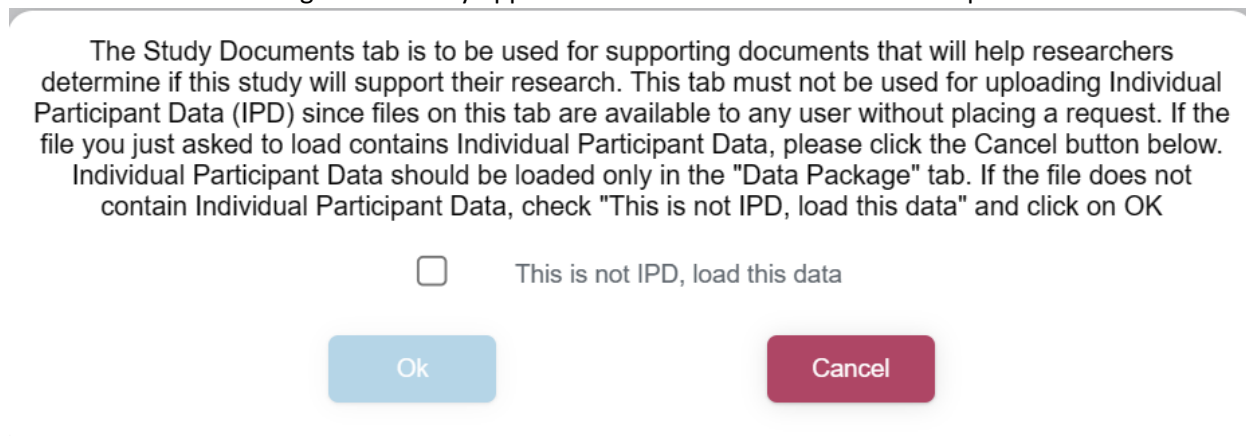 The Study Documents tab is to be used for supporting documents that will help researchers
determine if this study will support their research. This tab must not be used for uploading Individual
Participant Data (IPD) since files on this tab are available to any user without placing a request. If the
file you just asked to load contains Individual Participant Data, please click the Cancel button below.
Individual Participant Data should be loaded only in the "Data Package" tab. If the file does not
contain Individual Participant Data, check "This is not IPD, load this data" and click on OK
This is not IPD, load this data
Ok
Cancel